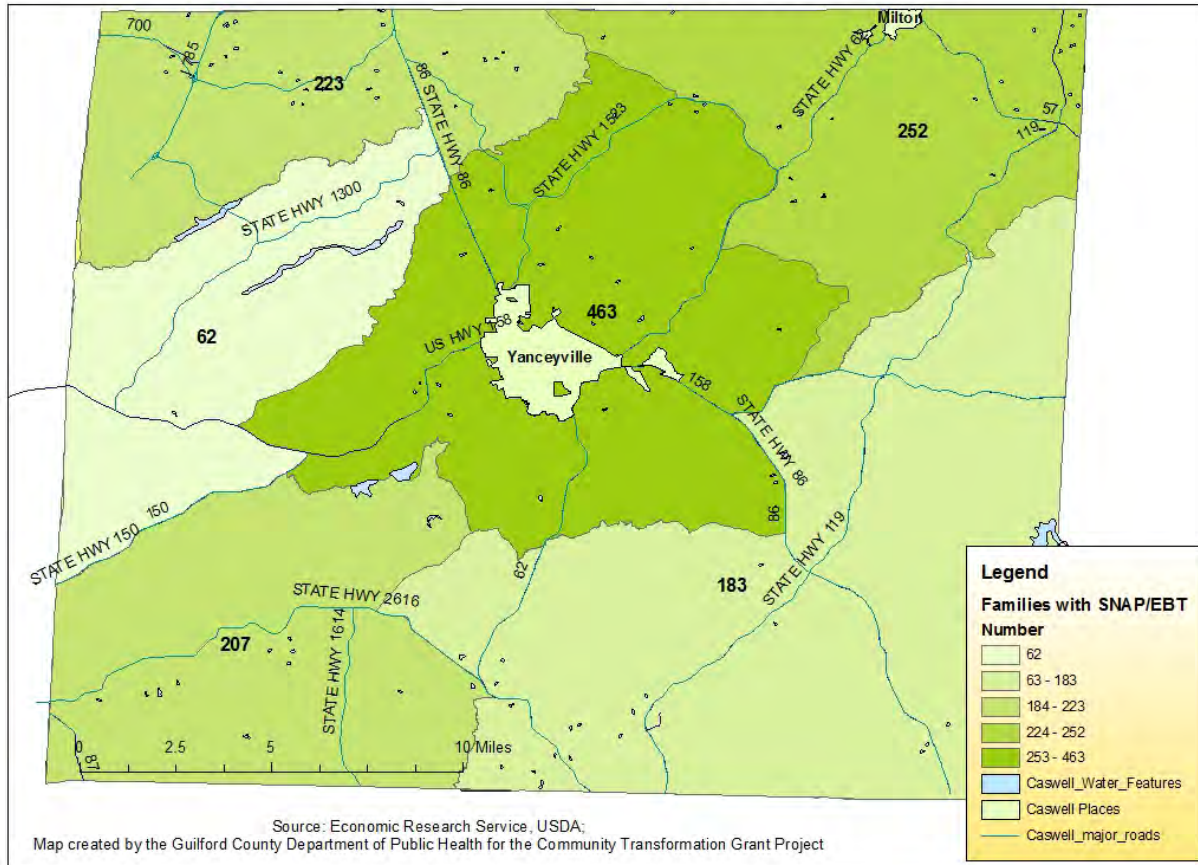 700
I 785
223
86 STATE HWY 86
STATE HWY 1523
Milton
STATE HWY 62
252
57
119
STATE HWY 1300
62
463
US HWY 158
Yanceyville
158
STATE HWY 86
86
STATE HWY 119
STATE HWY 150 150
62
183
STATE HWY 2616
STATE HWY 1614
207
87
0 2.5 5 10 Miles
Legend
Families with SNAP/EBT
Number
62
63 - 183
184 - 223
224 - 252
253 - 463
Caswell_Water_Features
Caswell Places
Caswell_major_roads
Source: Economic Research Service, USDA;
Map created by the Guilford County Department of Public Health for the Community Transformation Grant Project